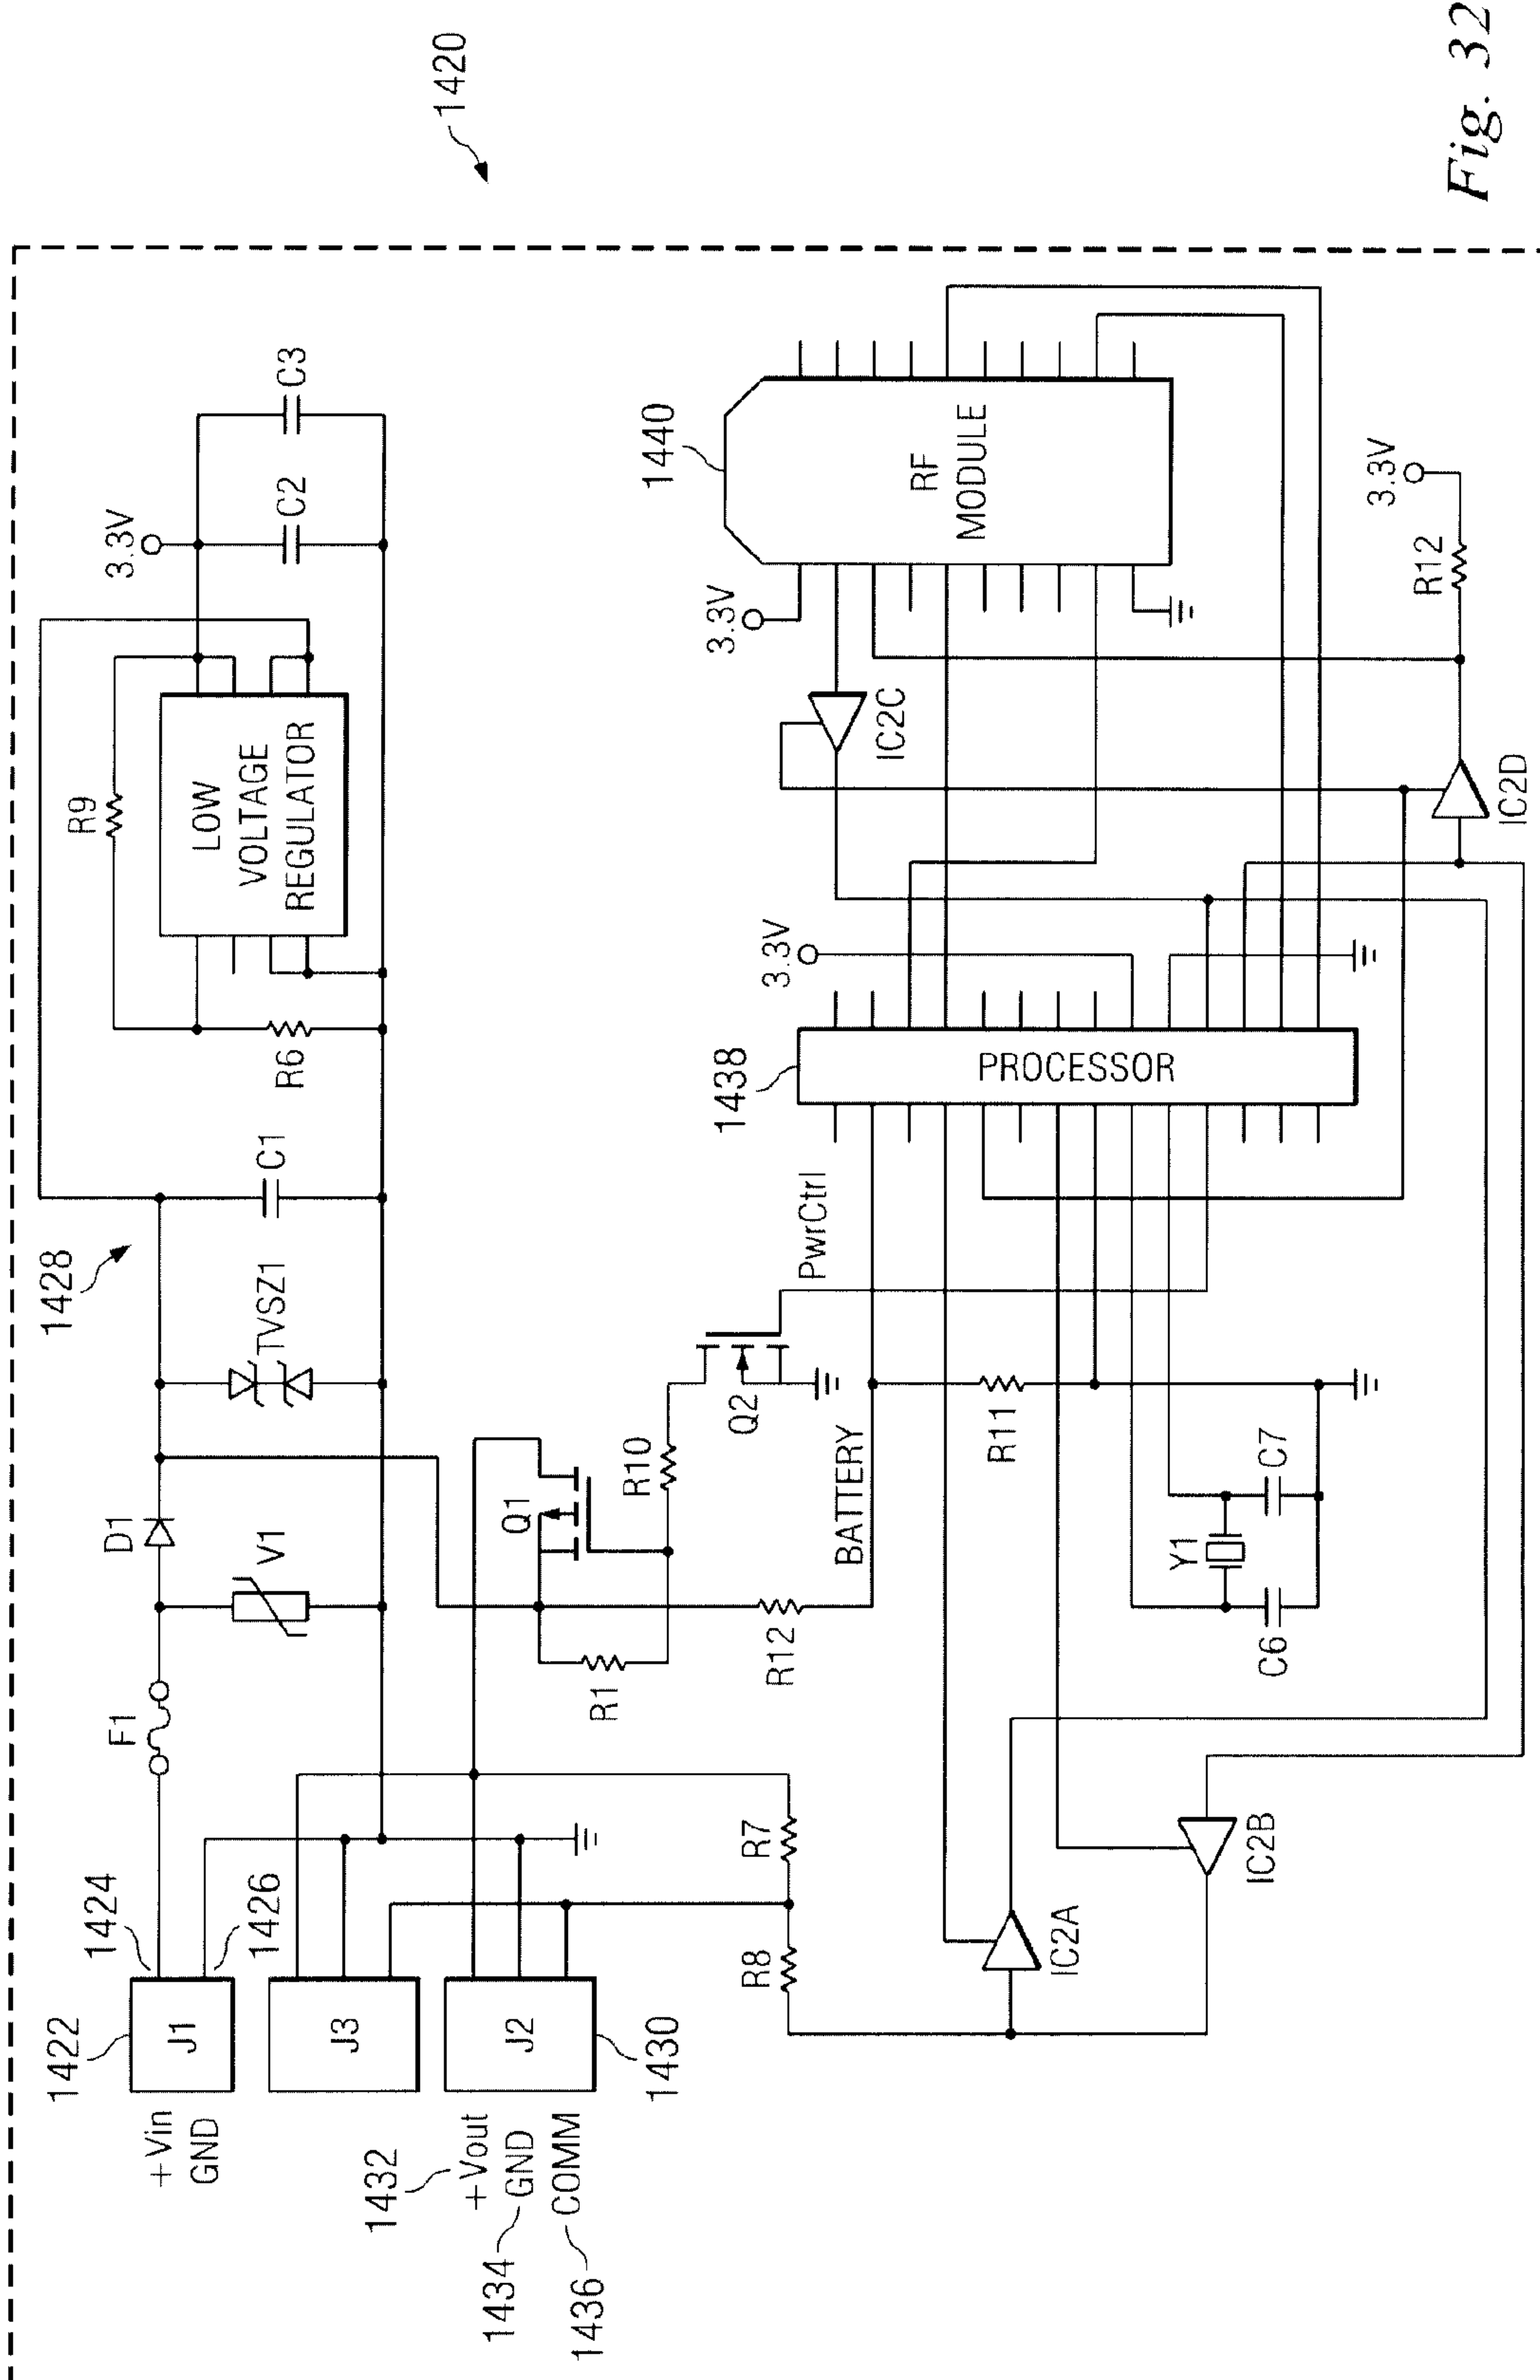 1420
Fig. 32
1428
3.3V
C2
C3
R9
LOW
VOLTAGE
REGULATOR
R6
C1
TVSZ1
D1
V1
F1
1422
1424
1426
J1
+Vin
GND
J3
J2
1430
1432
+Vout
1434
GND
1436
COMM
Q1
R10
Q2
R1
R12
BATTERY
PwrCtrl
R7
R8
R11
Y1
C6
C7
IC2A
IC2B
1438
PROCESSOR
3.3V
IC2C
3.3V
1440
RF
MODULE
3.3V
R12
IC2D